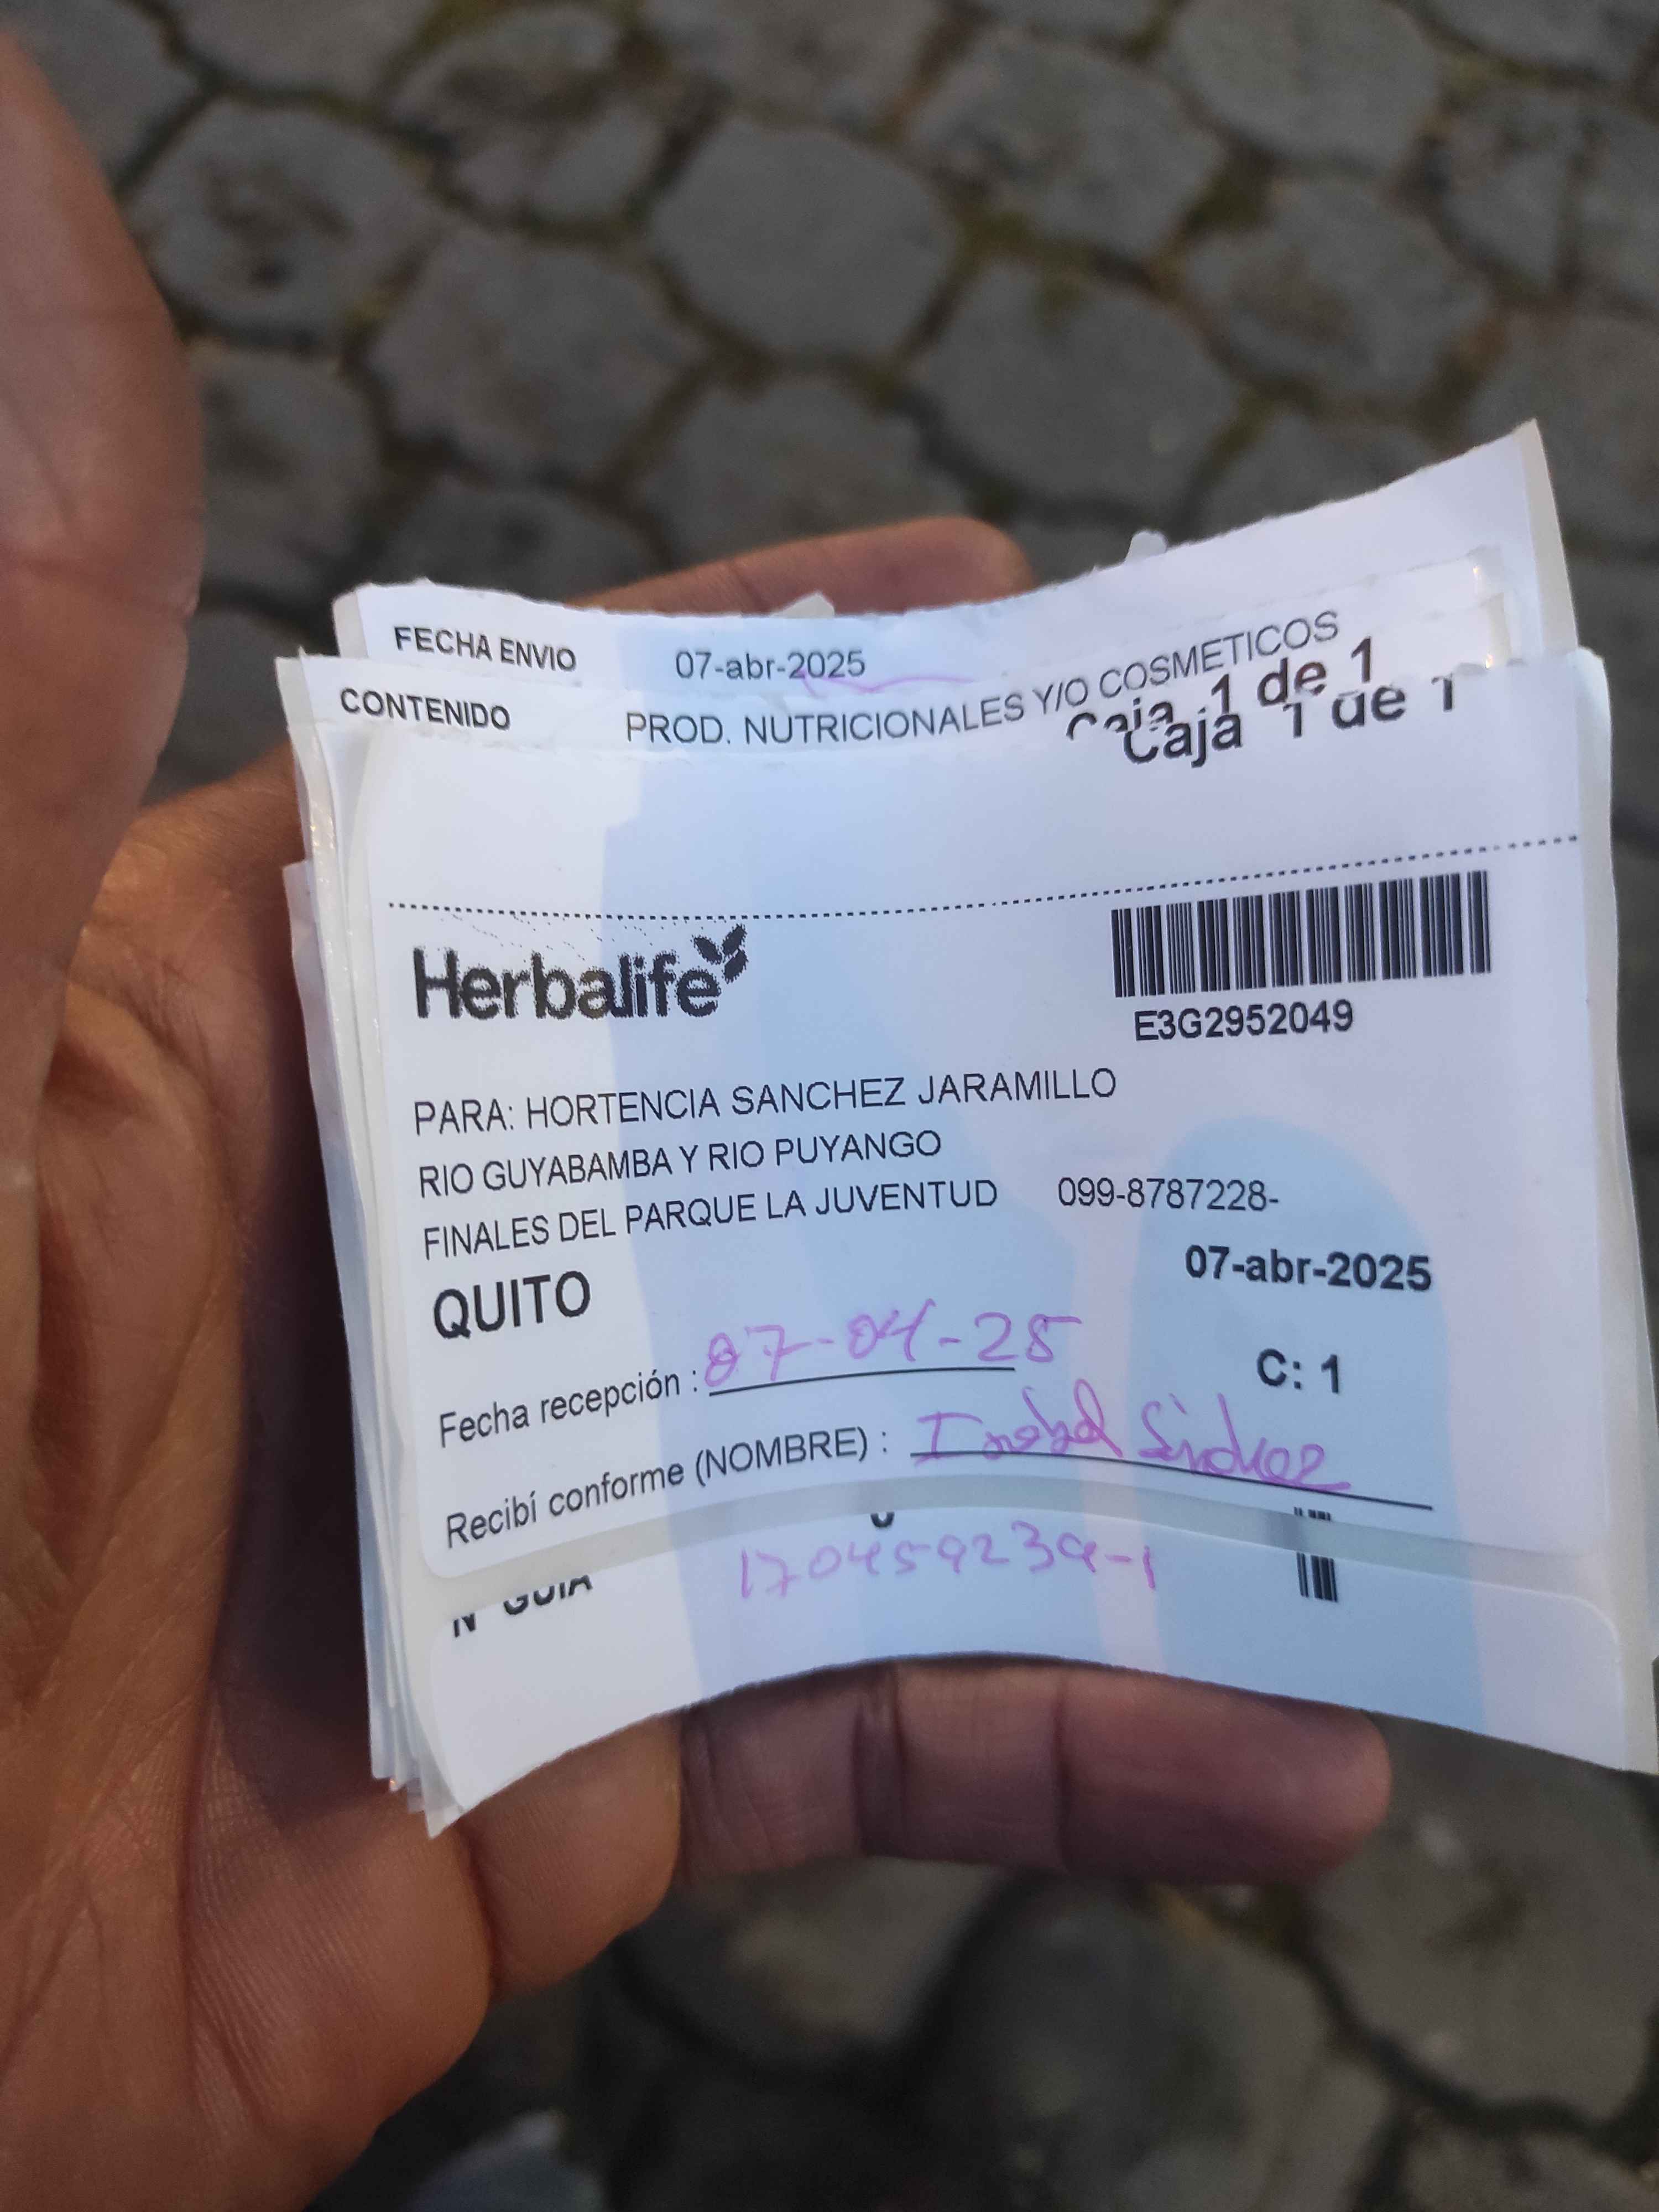 FECHA ENVIO 07-abr-2025
CONTENIDO PROD. NUTRICIONALES Y/O COSMETICOS
Caja 1 de 1
Caja 1 de 1
Herbalife
E3G2952049
PARA: HORTENCIA SANCHEZ JARAMILLO
RIO GUYABAMBA Y RIO PUYANGO
FINALES DEL PARQUE LA JUVENTUD 099-8787228-
07-abr-2025
QUITO
C: 1
Fecha recepción : 07-04-25
Recibí conforme (NOMBRE) : Isabel Sánchez
N° GUIA